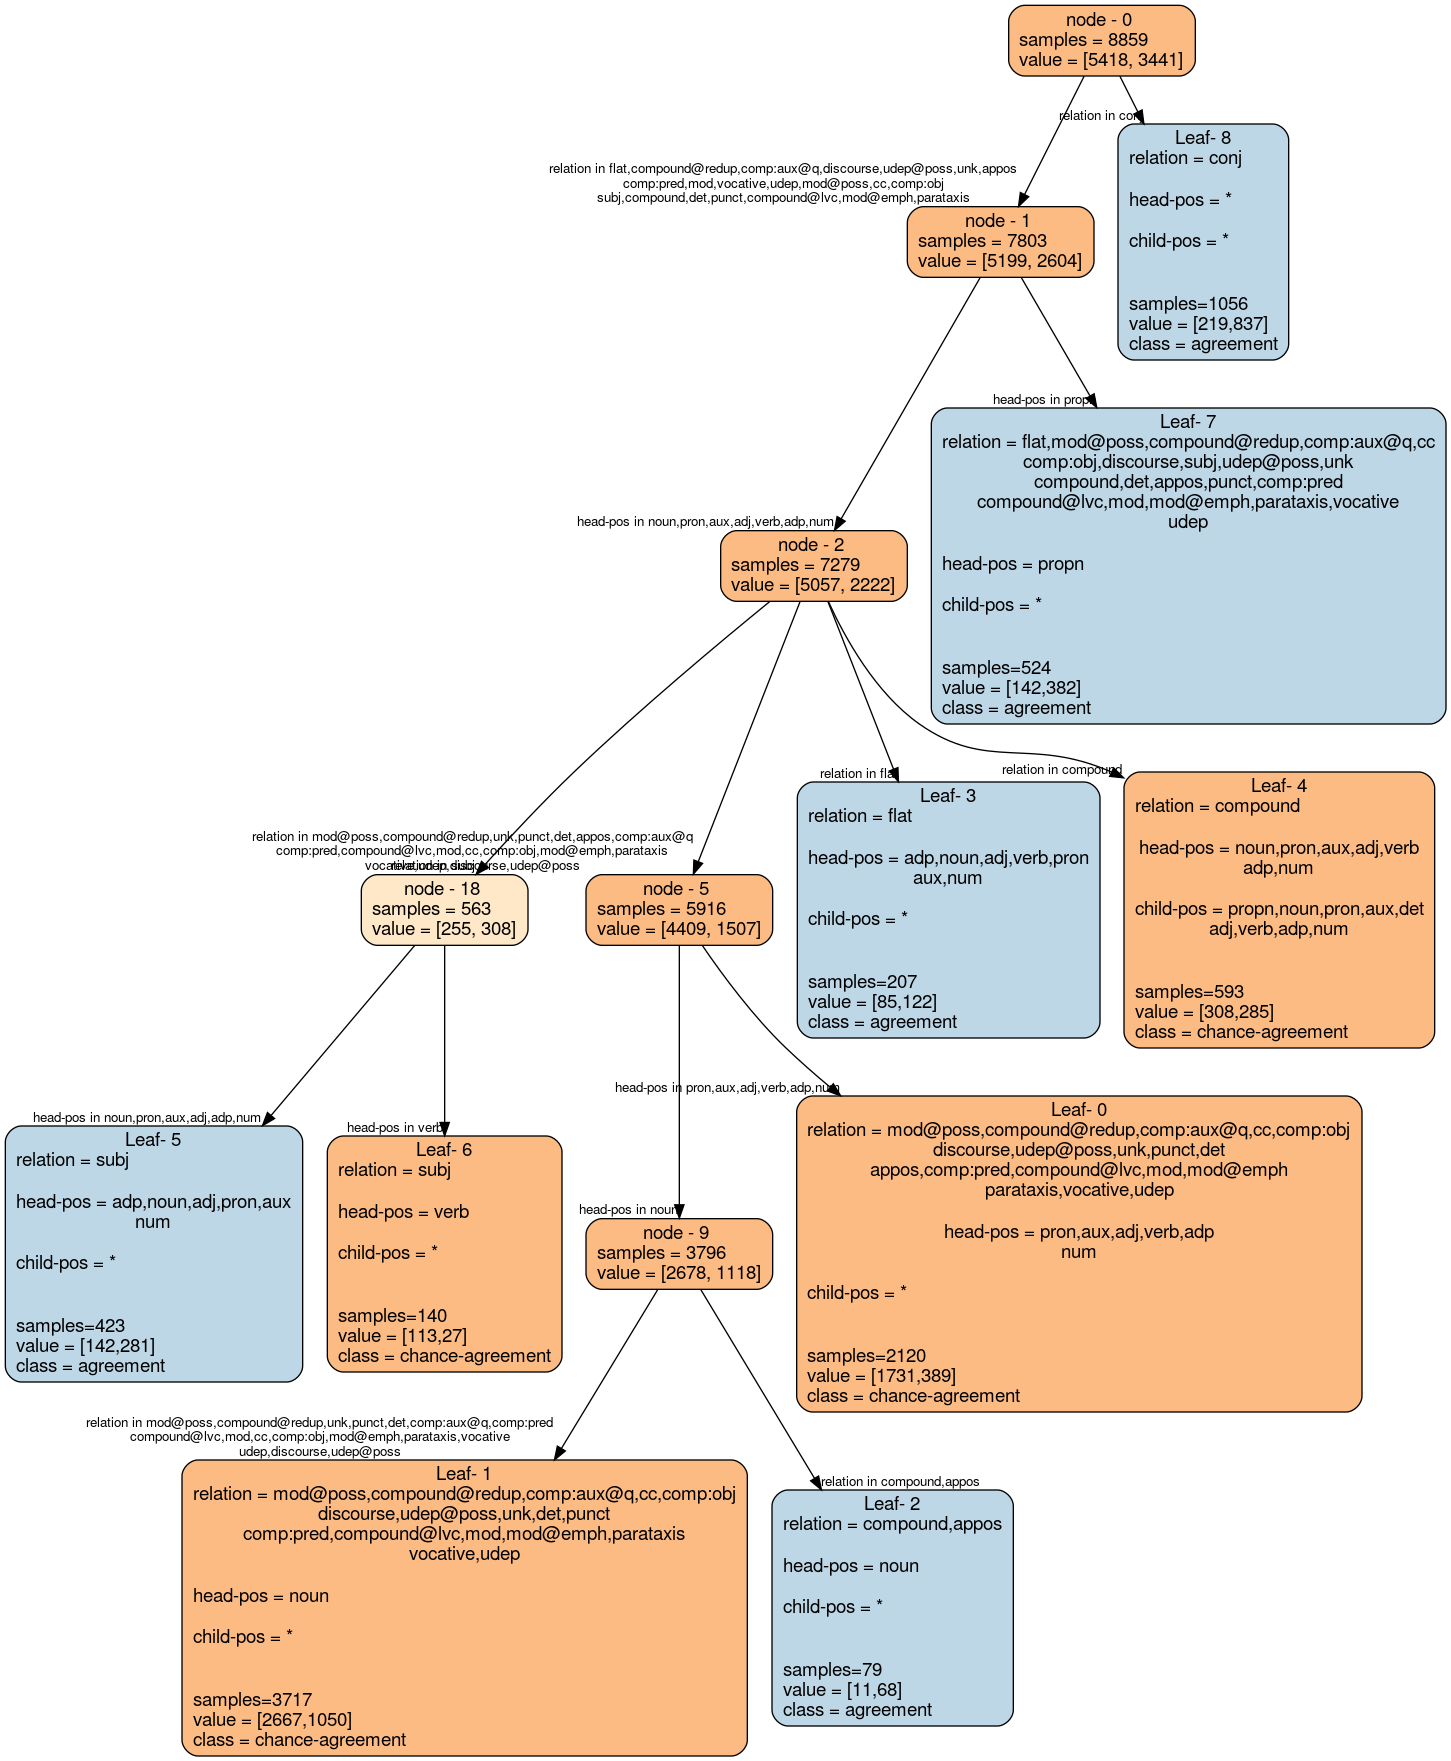 node - 0
samples = 8859
value = [5418, 3441]
relation in conj
Leaf- 8
relation = conj
head-pos = *
child-pos = *
samples=1056
value = [219,837]
class = agreement
relation in flat,compound@redup,comp:aux@q,discourse,udep@poss,unk,appos
comp:pred,mod,vocative,udep,mod@poss,cc,comp:obj
subj,compound,det,punct,compound@lvc,mod@emph,parataxis
node - 1
samples = 7803
value = [5199, 2604]
head-pos in propn
Leaf- 7
relation = flat,mod@poss,compound@redup,comp:aux@q,cc
comp:obj,discourse,subj,udep@poss,unk
compound,det,appos,punct,comp:pred
compound@lvc,mod,mod@emph,parataxis,vocative
udep
head-pos = propn
child-pos = *
samples=524
value = [142,382]
class = agreement
head-pos in noun,pron,aux,adj,verb,adp,num
node - 2
samples = 7279
value = [5057, 2222]
relation in flat
Leaf- 3
relation = flat
head-pos = adp,noun,adj,verb,pron
aux,num
child-pos = *
samples=207
value = [85,122]
class = agreement
relation in compound
Leaf- 4
relation = compound
head-pos = noun,pron,aux,adj,verb
adp,num
child-pos = propn,noun,pron,aux,det
adj,verb,adp,num
samples=593
value = [308,285]
class = chance-agreement
relation in mod@poss,compound@redup,unk,punct,det,appos,comp:aux@q
comp:pred,compound@lvc,mod,cc,comp:obj,mod@emph,parataxis
vocative,udep,discourse,udep@poss
relation in subj
node - 18
samples = 563
value = [255, 308]
node - 5
samples = 5916
value = [4409, 1507]
head-pos in noun,pron,aux,adj,adp,num
Leaf- 5
relation = subj
head-pos = adp,noun,adj,pron,aux
num
child-pos = *
samples=423
value = [142,281]
class = agreement
head-pos in verb
Leaf- 6
relation = subj
head-pos = verb
child-pos = *
samples=140
value = [113,27]
class = chance-agreement
head-pos in pron,aux,adj,verb,adp,num
Leaf- 0
relation = mod@poss,compound@redup,comp:aux@q,cc,comp:obj
discourse,udep@poss,unk,punct,det
appos,comp:pred,compound@lvc,mod,mod@emph
parataxis,vocative,udep
head-pos = pron,aux,adj,verb,adp
num
child-pos = *
samples=2120
value = [1731,389]
class = chance-agreement
head-pos in noun
node - 9
samples = 3796
value = [2678, 1118]
relation in mod@poss,compound@redup,unk,punct,det,comp:aux@q,comp:pred
compound@lvc,mod,cc,comp:obj,mod@emph,parataxis,vocative
udep,discourse,udep@poss
Leaf- 1
relation = mod@poss,compound@redup,comp:aux@q,cc,comp:obj
discourse,udep@poss,unk,det,punct
comp:pred,compound@lvc,mod,mod@emph,parataxis
vocative,udep
head-pos = noun
child-pos = *
samples=3717
value = [2667,1050]
class = chance-agreement
relation in compound,appos
Leaf- 2
relation = compound,appos
head-pos = noun
child-pos = *
samples=79
value = [11,68]
class = agreement